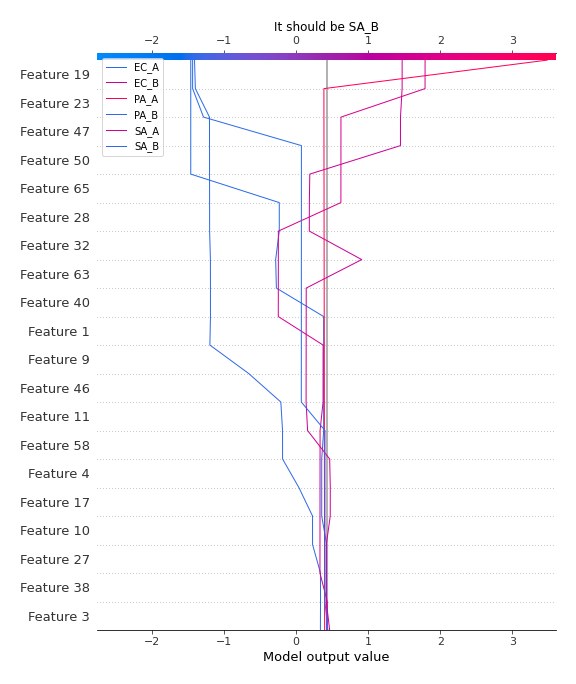 It should be SA_B
−2 −1 0 1 2 3
EC_A
EC_B
PA_A
PA_B
SA_A
SA_B
Feature 19
Feature 23
Feature 47
Feature 50
Feature 65
Feature 28
Feature 32
Feature 63
Feature 40
Feature 1
Feature 9
Feature 46
Feature 11
Feature 58
Feature 4
Feature 17
Feature 10
Feature 27
Feature 38
Feature 3
−2 −1 0 1 2 3
Model output value